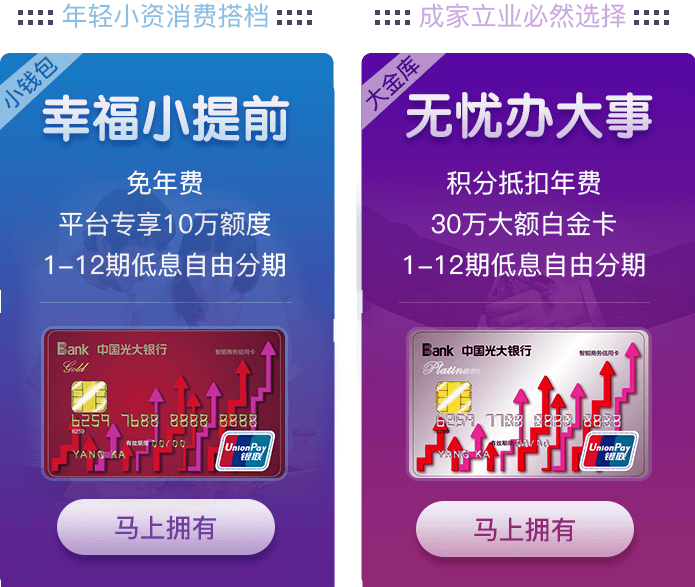 年轻小资消费搭档
小钱包
幸福小提前
免年费
平台专享10万额度
1-12期低息自由分期
Bank 中国光大银行
智能商务信用卡
Gold
6259 7688 8888 8888
6259
有效期限 00/00
YANG KA
UnionPay
银联
马上拥有
成家立业必然选择
大金库
无忧办大事
积分抵扣年费
30万大额白金卡
1-12期低息自由分期
Bank 中国光大银行
智能商务信用卡
Platinum
6259 7788 8888 8888
6259
有效期限 00/00
YANG KA
UnionPay
银联
马上拥有